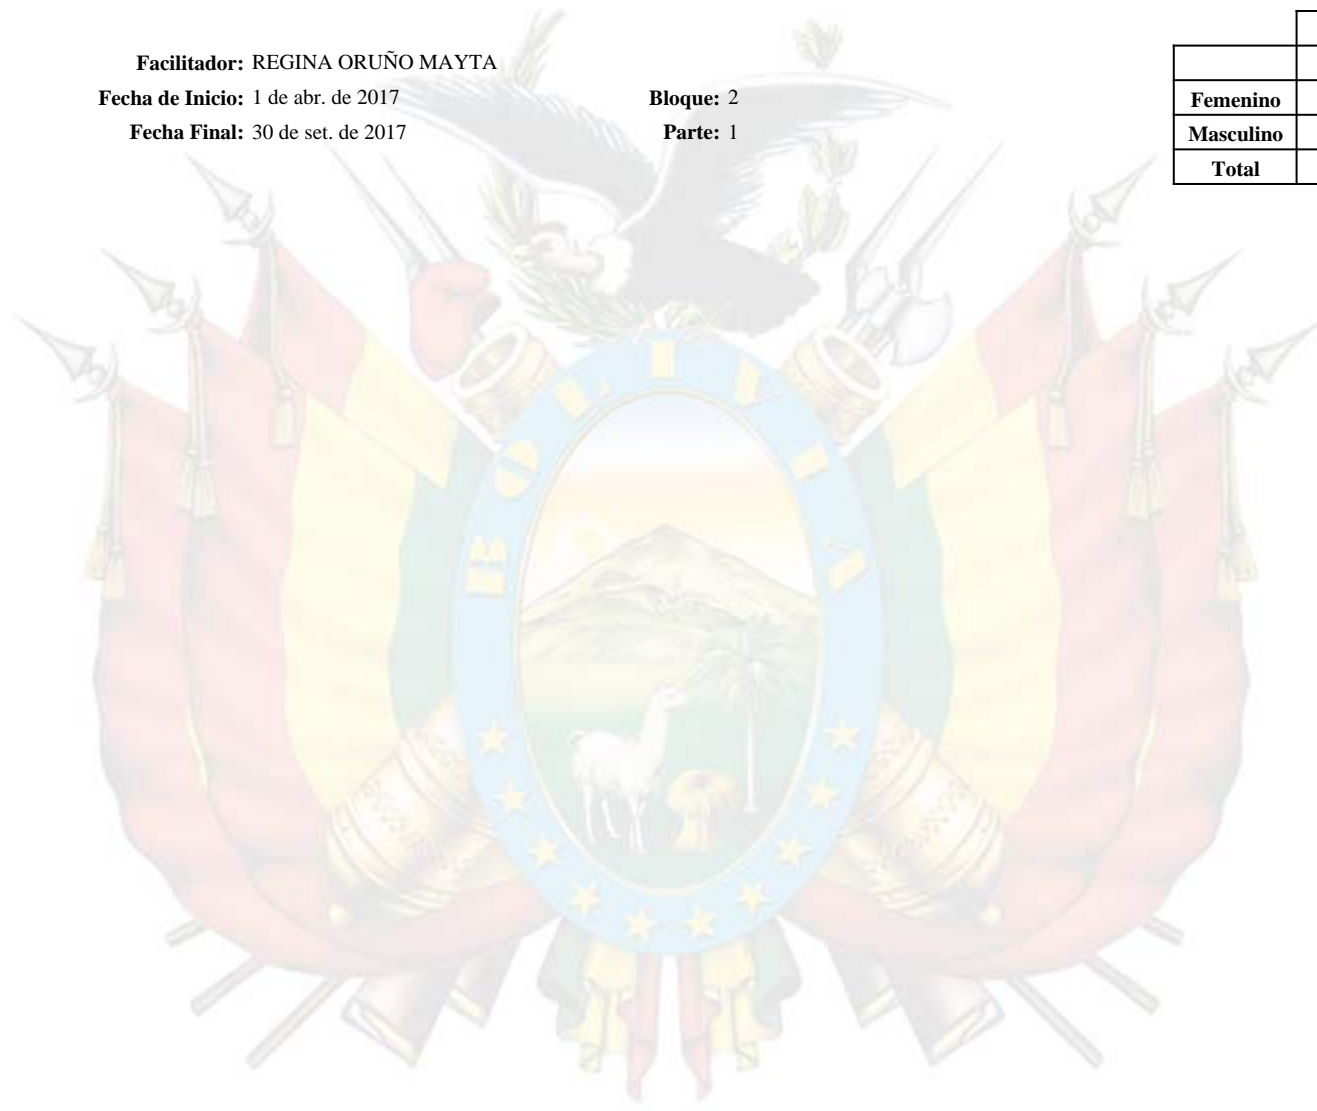 Facilitador: REGINA ORUÑO MAYTA
Fecha de Inicio: 1 de abr. de 2017 Bloque: 2
Fecha Final: 30 de set. de 2017 Parte: 1
Femenino
Masculino
Total
BOLIVIA